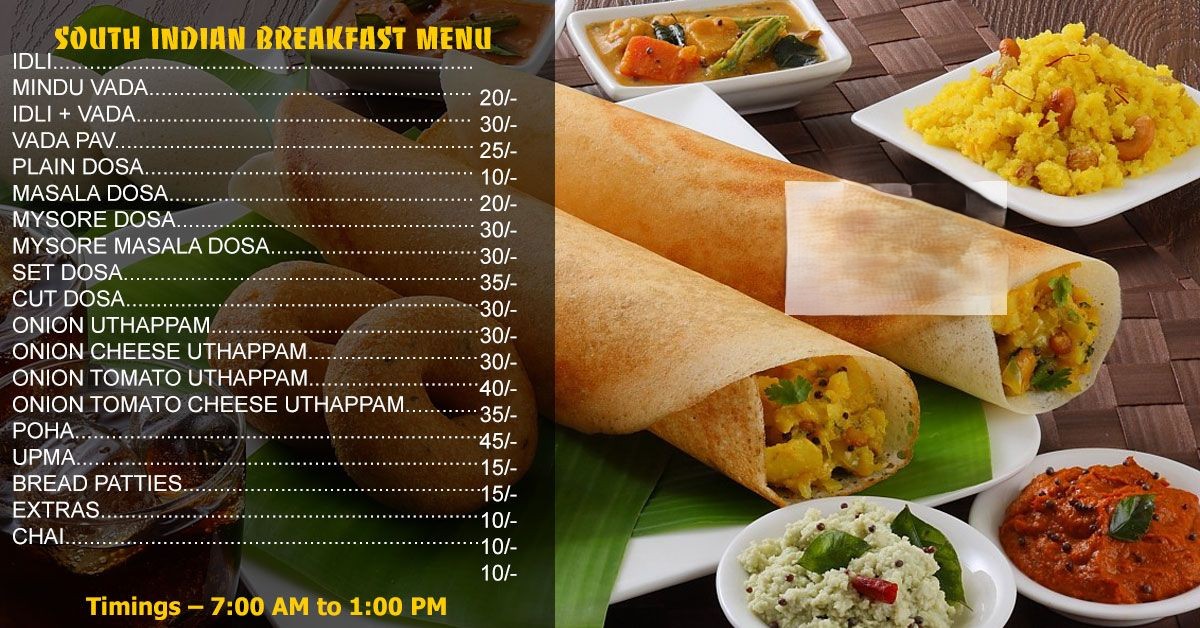 SOUTH INDIAN BREAKFAST MENU
IDLI........ 20/-
MINDU VADA........ 30/-
IDLI + VADA........ 25/-
VADA PAV........ 10/-
PLAIN DOSA........ 20/-
MASALA DOSA........ 30/-
MYSORE DOSA........ 30/-
MYSORE MASALA DOSA........ 35/-
SET DOSA........ 30/-
CUT DOSA........ 30/-
ONION UTHAPPAM........ 30/-
ONION CHEESE UTHAPPAM........ 40/-
ONION TOMATO UTHAPPAM........ 35/-
ONION TOMATO CHEESE UTHAPPAM........ 45/-
POHA........ 15/-
UPMA........ 15/-
BREAD PATTIES........ 10/-
EXTRAS........ 10/-
CHAI........ 10/-
Timings – 7:00 AM to 1:00 PM